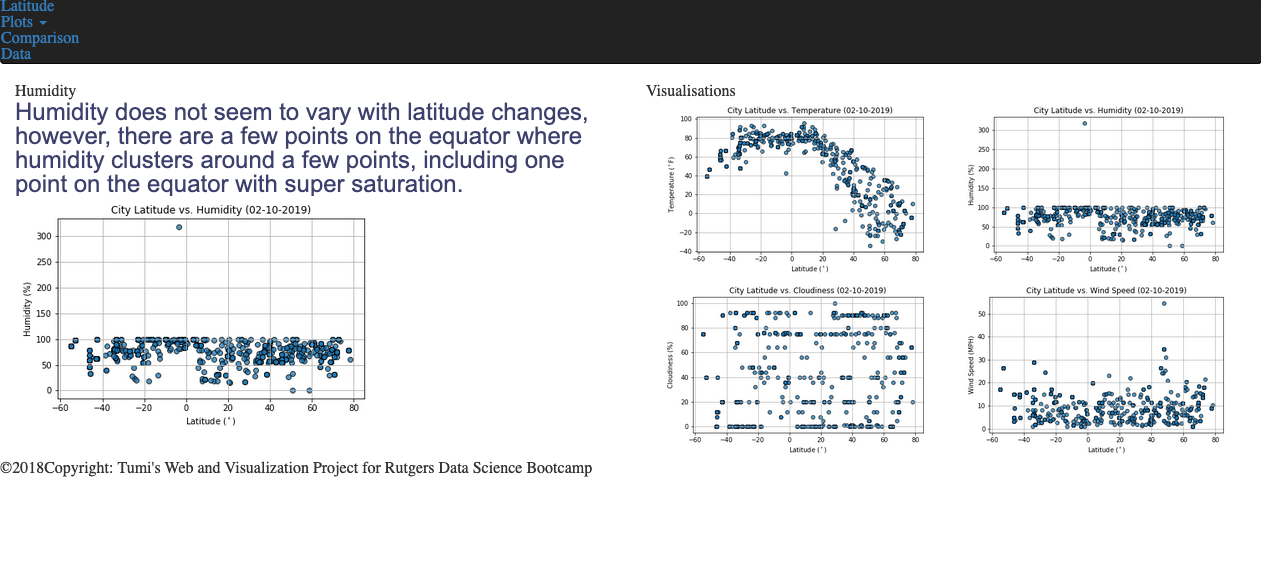 Latitude
Plots
Comparison
Data
Humidity
Humidity does not seem to vary with latitude changes,
however, there are a few points on the equator where
humidity clusters around a few points, including one
point on the equator with super saturation.
City Latitude vs. Humidity (02-10-2019)
Humidity (%)
300
250
200
150
100
50
0
−60 −40 −20 0 20 40 60 80
Latitude (°)
Visualisations
City Latitude vs. Temperature (02-10-2019)
Temperature (°F)
100
80
60
40
20
0
−20
−40
−60 −40 −20 0 20 40 60 80
Latitude (°)
City Latitude vs. Humidity (02-10-2019)
Humidity (%)
300
250
200
150
100
50
0
−60 −40 −20 0 20 40 60 80
Latitude (°)
City Latitude vs. Cloudiness (02-10-2019)
Cloudiness (%)
100
80
60
40
20
0
−60 −40 −20 0 20 40 60 80
Latitude (°)
City Latitude vs. Wind Speed (02-10-2019)
Wind Speed (MPH)
50
40
30
20
10
0
−60 −40 −20 0 20 40 60 80
Latitude (°)
©2018Copyright: Tumi's Web and Visualization Project for Rutgers Data Science Bootcamp